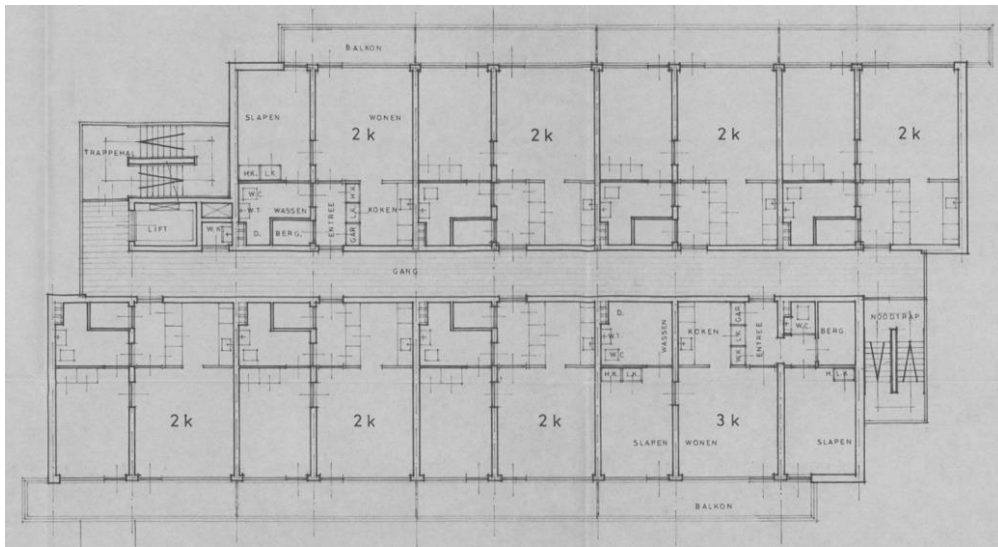 BALKON
SLAPEN
WONEN
2 k
2 k
2 k
2 k
TRAPPEHAL
H.K. L.K.
W.C.
W.T.
WASSEN
D.
BERG.
ENTREE
H.K.
L.K.
GAR
KOKEN
LIFT
W.K.
GANG
D.
W.T.
W.C.
WASSEN
KOKEN
GAR
L.K.
H.K.
ENTREE
W.C.
BERG.
NOODTRAP
H.K. L.K.
H. L.K.
2 k
2 k
2 k
3 k
SLAPEN
WONEN
SLAPEN
BALKON